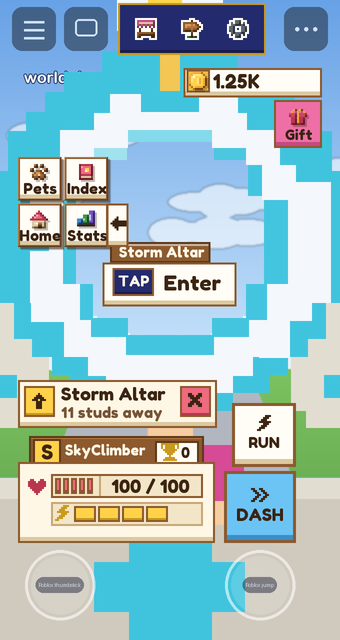 world
1.25K
Gift
Pets
Index
Home
Stats
Storm Altar
TAP
Enter
Storm Altar
11 studs away
S
SkyClimber
0
RUN
100 / 100
DASH
Roblox thumbstick
Roblox jump